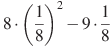 8 · (1/8)² − 9 · 1/8